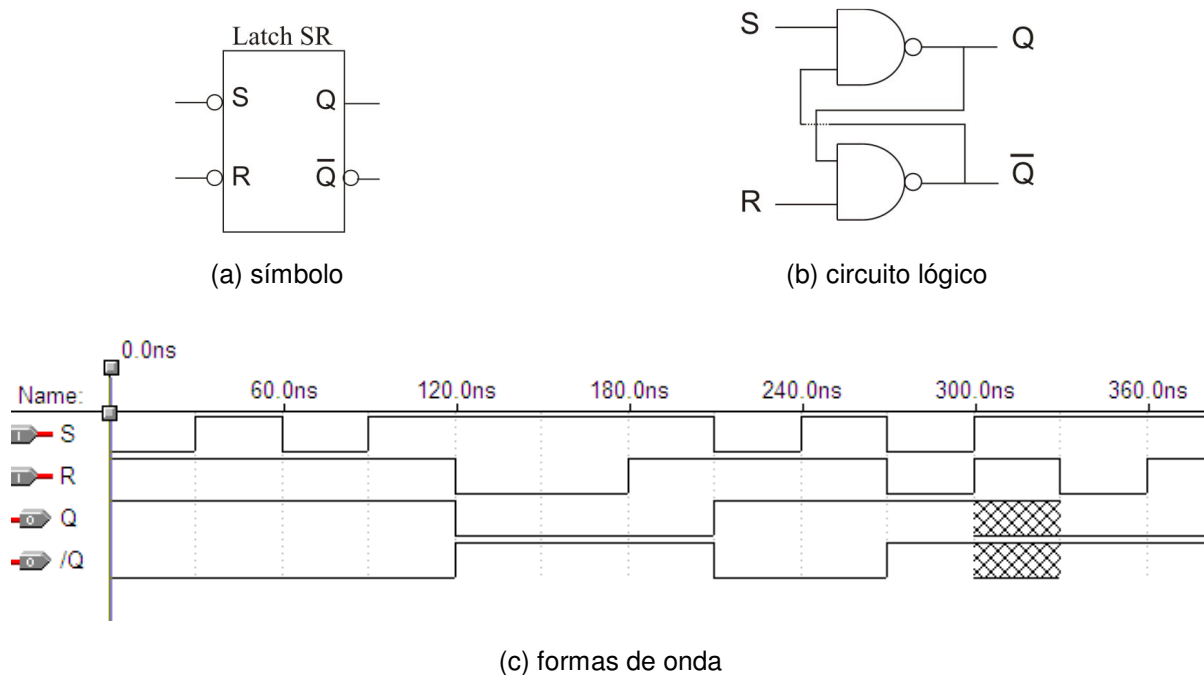 Latch SR
S Q
R Q̅
(a) símbolo
S Q
R Q̅
(b) circuito lógico
0.0ns
Name: 60.0ns 120.0ns 180.0ns 240.0ns 300.0ns 360.0ns
I S
I R
O Q
O /Q
(c) formas de onda